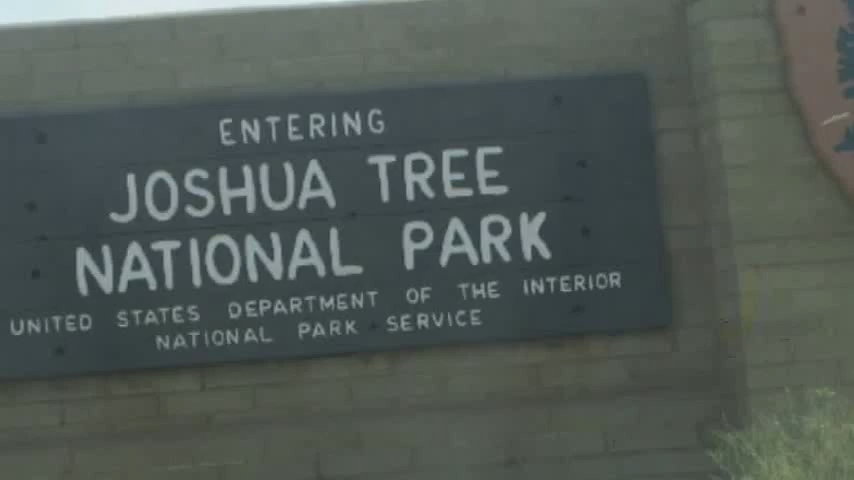 ENTERING
JOSHUA TREE
NATIONAL PARK
UNITED STATES DEPARTMENT OF THE INTERIOR
NATIONAL PARK SERVICE